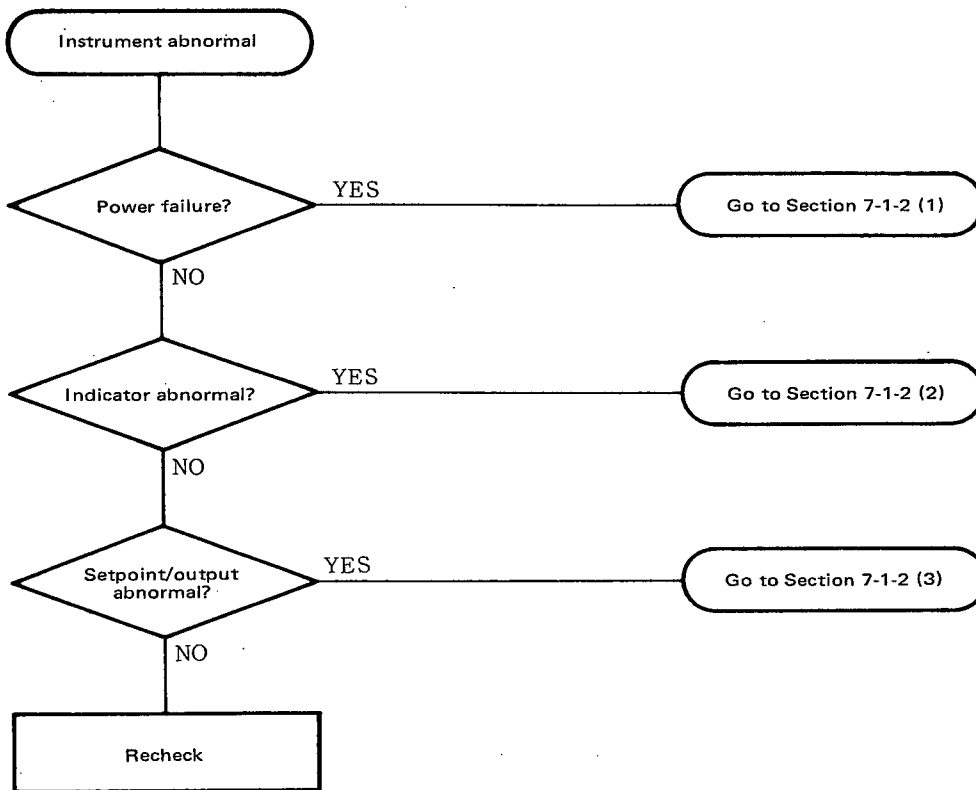 Instrument abnormal
Power failure?
YES
Go to Section 7-1-2 (1)
NO
Indicator abnormal?
YES
Go to Section 7-1-2 (2)
NO
Setpoint/output
abnormal?
YES
Go to Section 7-1-2 (3)
NO
Recheck